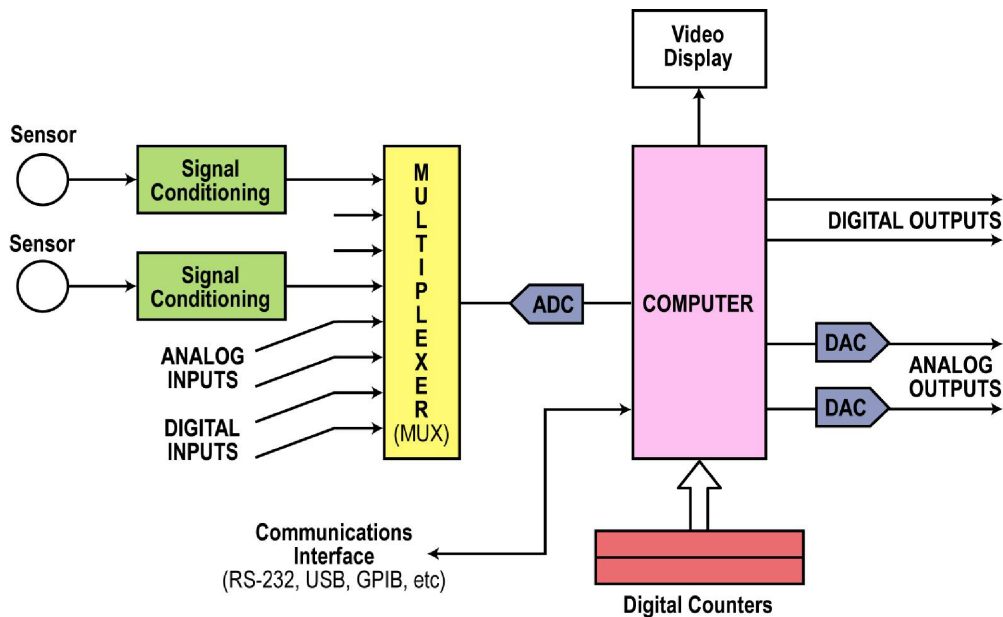 Video
Display
Sensor
Signal
Conditioning
Sensor
Signal
Conditioning
MULTIPLEXER
(MUX)
ANALOG
INPUTS
DIGITAL
INPUTS
ADC
COMPUTER
DIGITAL OUTPUTS
DAC
ANALOG
OUTPUTS
DAC
Communications
Interface
(RS-232, USB, GPIB, etc)
Digital Counters